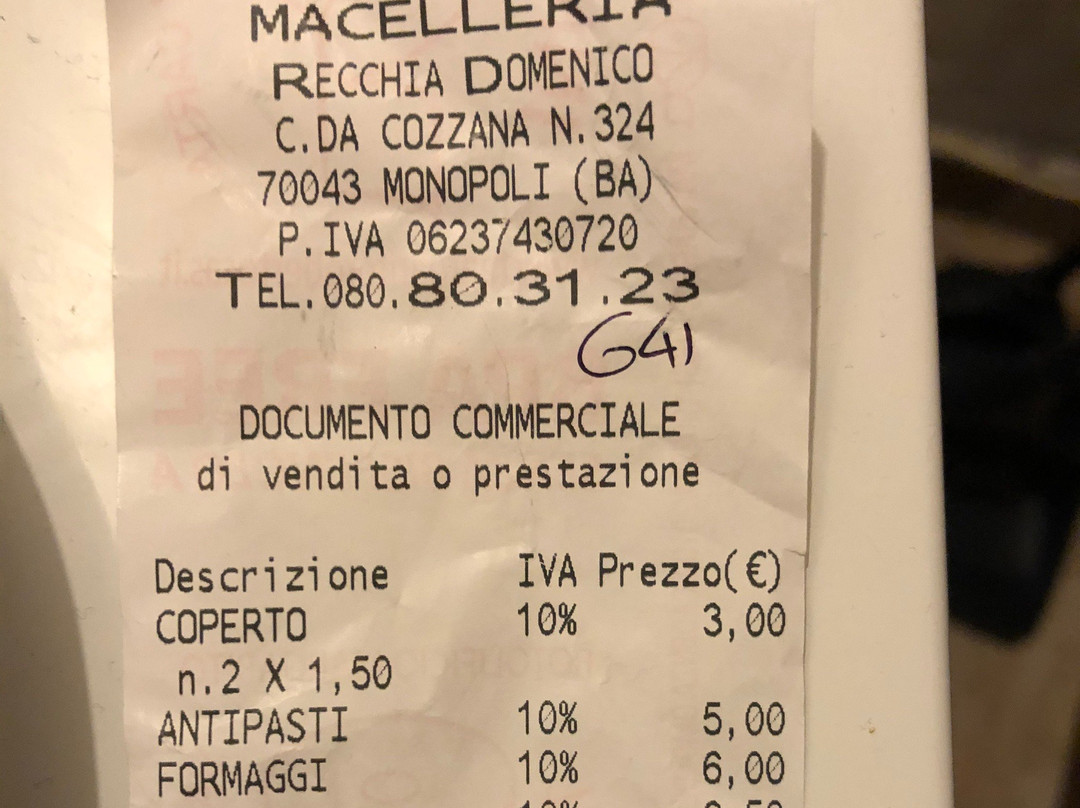 MACELLERIA
RECCHIA DOMENICO
C.DA COZZANA N.324
70043 MONOPOLI (BA)
P.IVA 06237430720
TEL.080.80.31.23
G41
DOCUMENTO COMMERCIALE
di vendita o prestazione
Descrizione IVA Prezzo(€)
COPERTO 10% 3,00
n.2 X 1,50
ANTIPASTI 10% 5,00
FORMAGGI 10% 6,00